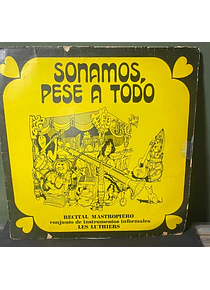 SONAMOS,
PESE A TODO
RECITAL MASTROPIERO
conjunto de Instrumentos informales
LES LUTHIERS